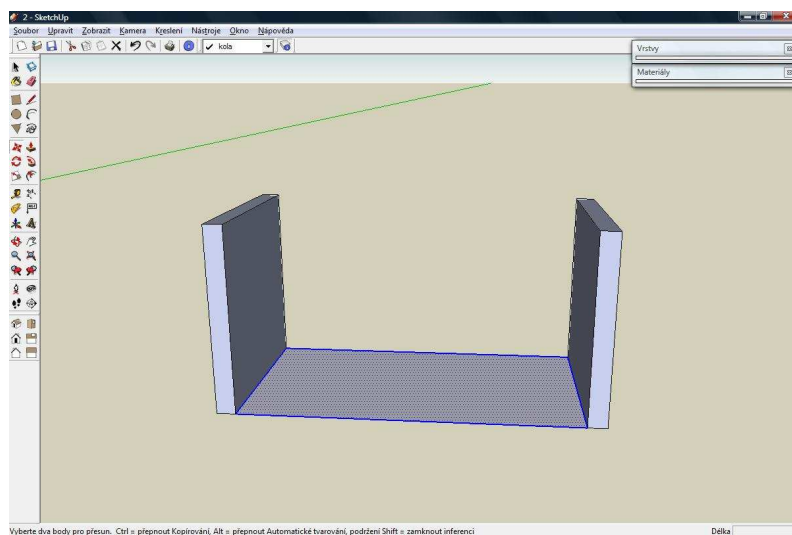 2 - SketchUp
Soubor Upravit Zobrazit Kamera Kreslení Nástroje Okno Nápověda
kola
Vrstvy
Materiály
Vyberte dva body pro přesun. Ctrl = přepnout Kopírování, Alt = přepnout Automatické tvarování, podržení Shift = zamknout inferenci
Délka